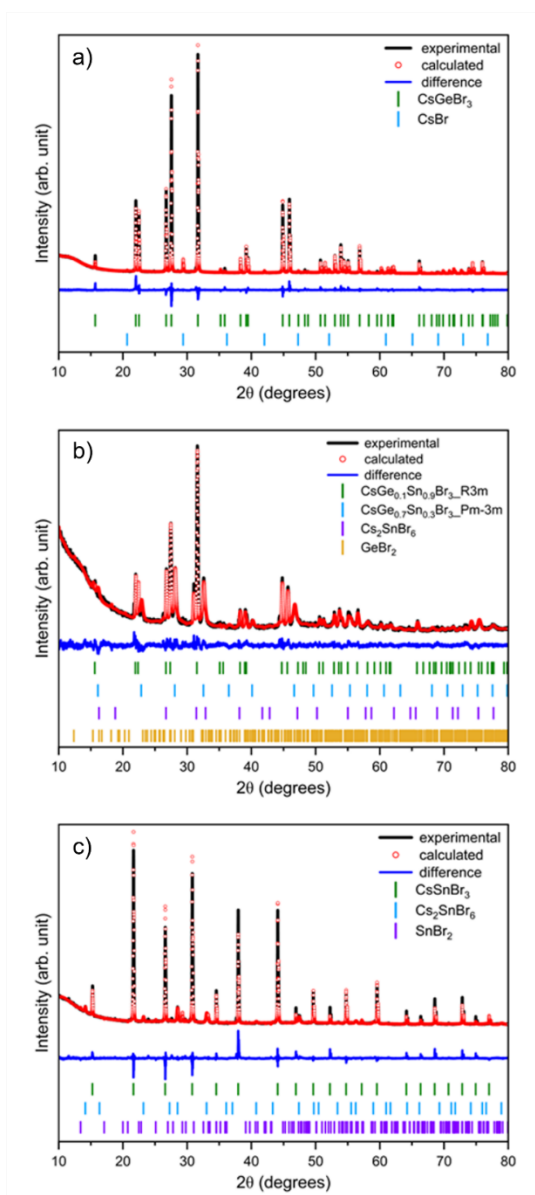 a)
experimental
calculated
difference
CsGeBr₃
CsBr
Intensity (arb. unit)
10 20 30 40 50 60 70 80
2θ (degrees)
b)
experimental
calculated
difference
CsGe₀.₁Sn₀.₉Br₃_R3m
CsGe₀.₇Sn₀.₃Br₃_Pm-3m
Cs₂SnBr₆
GeBr₂
Intensity (arb. unit)
10 20 30 40 50 60 70 80
2θ (degrees)
c)
experimental
calculated
difference
CsSnBr₃
Cs₂SnBr₆
SnBr₂
Intensity (arb. unit)
10 20 30 40 50 60 70 80
2θ (degrees)